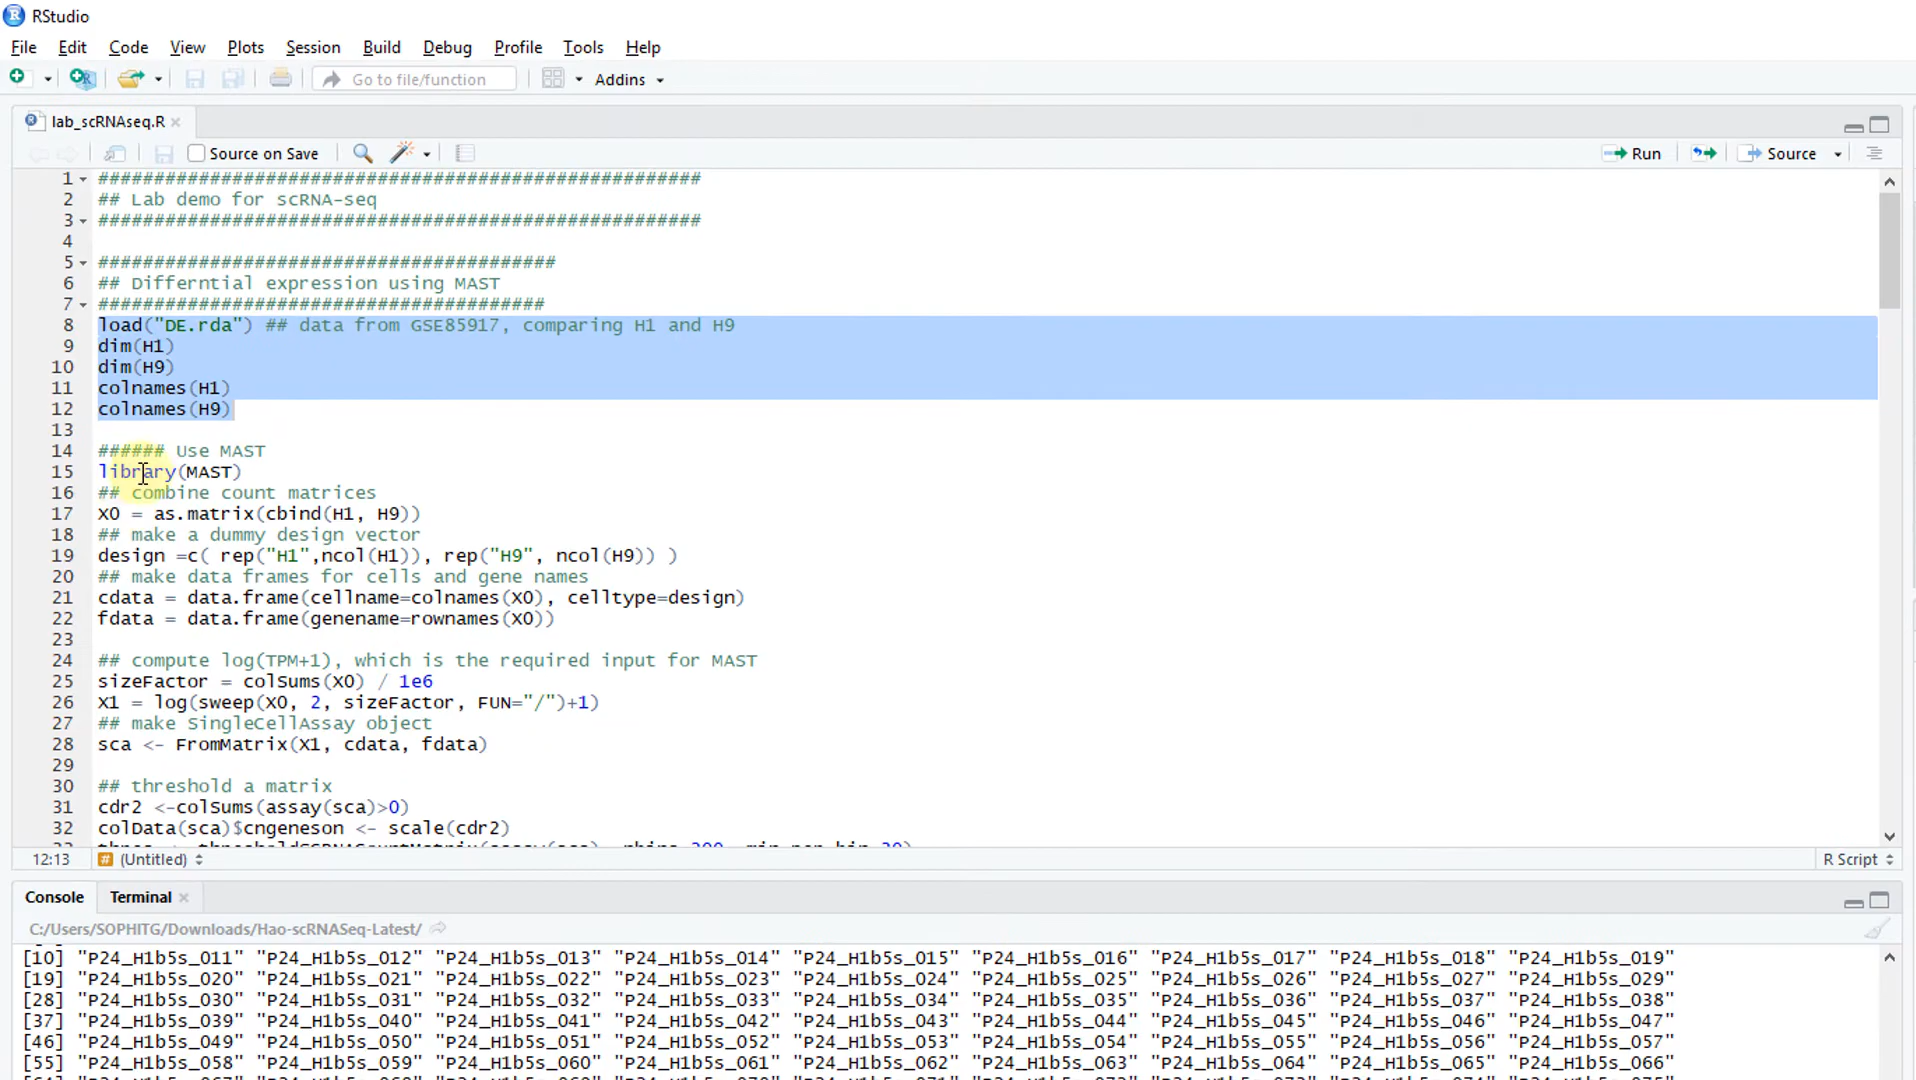 RStudio
File Edit Code View Plots Session Build Debug Profile Tools Help
Go to file/function Addins
lab_scRNAseq.R
Source on Save Run Source
1 ######################################################
2 ## Lab demo for scRNA-seq
3 ######################################################
4
5 #########################################
6 ## Differntial expression using MAST
7 ########################################
8 load("DE.rda") ## data from GSE85917, comparing H1 and H9
9 dim(H1)
10 dim(H9)
11 colnames(H1)
12 colnames(H9)
13
14 ###### Use MAST
15 library(MAST)
16 ## combine count matrices
17 X0 = as.matrix(cbind(H1, H9))
18 ## make a dummy design vector
19 design =c( rep("H1",ncol(H1)), rep("H9", ncol(H9)) )
20 ## make data frames for cells and gene names
21 cdata = data.frame(cellname=colnames(X0), celltype=design)
22 fdata = data.frame(genename=rownames(X0))
23
24 ## compute log(TPM+1), which is the required input for MAST
25 sizeFactor = colSums(X0) / 1e6
26 X1 = log(sweep(X0, 2, sizeFactor, FUN="/")+1)
27 ## make SingleCellAssay object
28 sca <- FromMatrix(X1, cdata, fdata)
29
30 ## threshold a matrix
31 cdr2 <-colSums(assay(sca)>0)
32 colData(sca)$cngeneson <- scale(cdr2)
12:13 (Untitled) R Script
Console Terminal
C:/Users/SOPHITG/Downloads/Hao-scRNASeq-Latest/
[10] "P24_H1b5s_011" "P24_H1b5s_012" "P24_H1b5s_013" "P24_H1b5s_014" "P24_H1b5s_015" "P24_H1b5s_016" "P24_H1b5s_017" "P24_H1b5s_018" "P24_H1b5s_019"
[19] "P24_H1b5s_020" "P24_H1b5s_021" "P24_H1b5s_022" "P24_H1b5s_023" "P24_H1b5s_024" "P24_H1b5s_025" "P24_H1b5s_026" "P24_H1b5s_027" "P24_H1b5s_029"
[28] "P24_H1b5s_030" "P24_H1b5s_031" "P24_H1b5s_032" "P24_H1b5s_033" "P24_H1b5s_034" "P24_H1b5s_035" "P24_H1b5s_036" "P24_H1b5s_037" "P24_H1b5s_038"
[37] "P24_H1b5s_039" "P24_H1b5s_040" "P24_H1b5s_041" "P24_H1b5s_042" "P24_H1b5s_043" "P24_H1b5s_044" "P24_H1b5s_045" "P24_H1b5s_046" "P24_H1b5s_047"
[46] "P24_H1b5s_049" "P24_H1b5s_050" "P24_H1b5s_051" "P24_H1b5s_052" "P24_H1b5s_053" "P24_H1b5s_054" "P24_H1b5s_055" "P24_H1b5s_056" "P24_H1b5s_057"
[55] "P24_H1b5s_058" "P24_H1b5s_059" "P24_H1b5s_060" "P24_H1b5s_061" "P24_H1b5s_062" "P24_H1b5s_063" "P24_H1b5s_064" "P24_H1b5s_065" "P24_H1b5s_066"